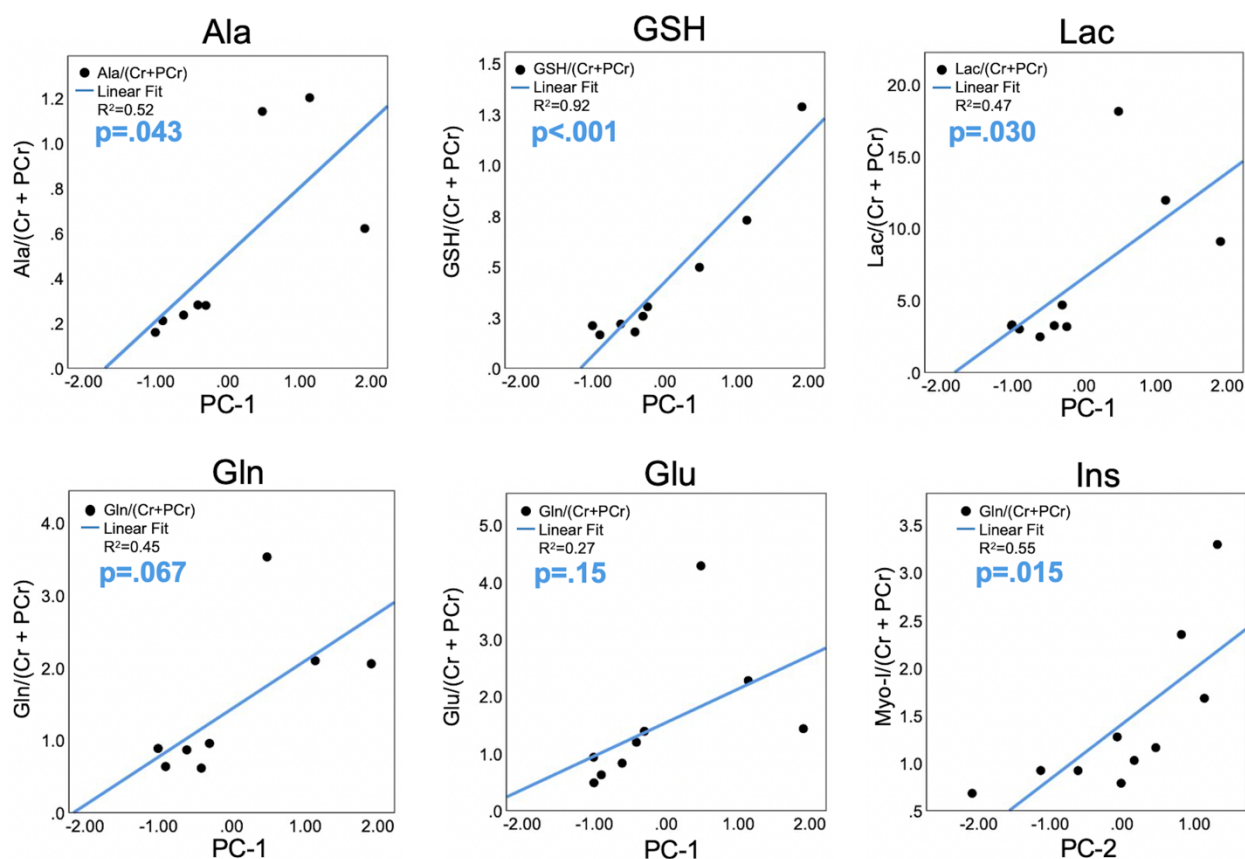 Ala
Ala/(Cr+PCr)
Linear Fit
R²=0.52
p=.043
Ala/(Cr + PCr)
1.2
1.0
.8
.6
.4
.2
.0
-2.00 -1.00 .00 1.00 2.00
PC-1
GSH
GSH/(Cr+PCr)
Linear Fit
R²=0.92
p<.001
GSH/(Cr + PCr)
1.5
1.3
1.0
.8
.5
.3
.0
-2.00 -1.00 .00 1.00 2.00
PC-1
Lac
Lac/(Cr+PCr)
Linear Fit
R²=0.47
p=.030
Lac/(Cr + PCr)
20.0
15.0
10.0
5.0
.0
-2.00 -1.00 .00 1.00 2.00
PC-1
Gln
Gln/(Cr+PCr)
Linear Fit
R²=0.45
p=.067
Gln/(Cr + PCr)
4.0
3.0
2.0
1.0
.0
-2.00 -1.00 .00 1.00 2.00
PC-1
Glu
Gln/(Cr+PCr)
Linear Fit
R²=0.27
p=.15
Glu/(Cr + PCr)
5.0
4.0
3.0
2.0
1.0
.0
-2.00 -1.00 .00 1.00 2.00
PC-1
Ins
Gln/(Cr+PCr)
Linear Fit
R²=0.55
p=.015
Myo-I/(Cr + PCr)
3.5
3.0
2.5
2.0
1.5
1.0
.5
-2.00 -1.00 .00 1.00
PC-2